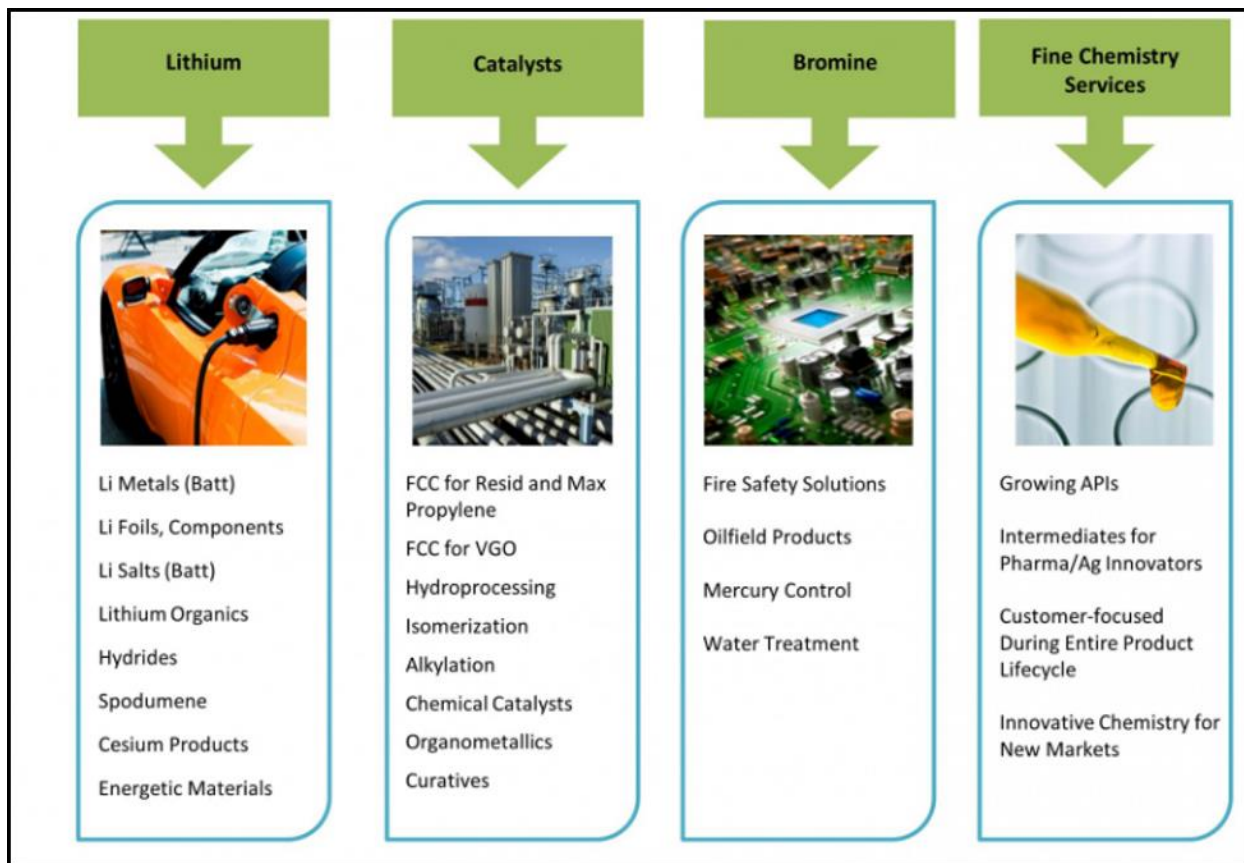 Lithium
Catalysts
Bromine
Fine Chemistry
Services
Li Metals (Batt)
Li Foils, Components
Li Salts (Batt)
Lithium Organics
Hydrides
Spodumene
Cesium Products
Energetic Materials
FCC for Resid and Max
Propylene
FCC for VGO
Hydroprocessing
Isomerization
Alkylation
Chemical Catalysts
Organometallics
Curatives
Fire Safety Solutions
Oilfield Products
Mercury Control
Water Treatment
Growing APIs
Intermediates for
Pharma/Ag Innovators
Customer-focused
During Entire Product
Lifecycle
Innovative Chemistry for
New Markets